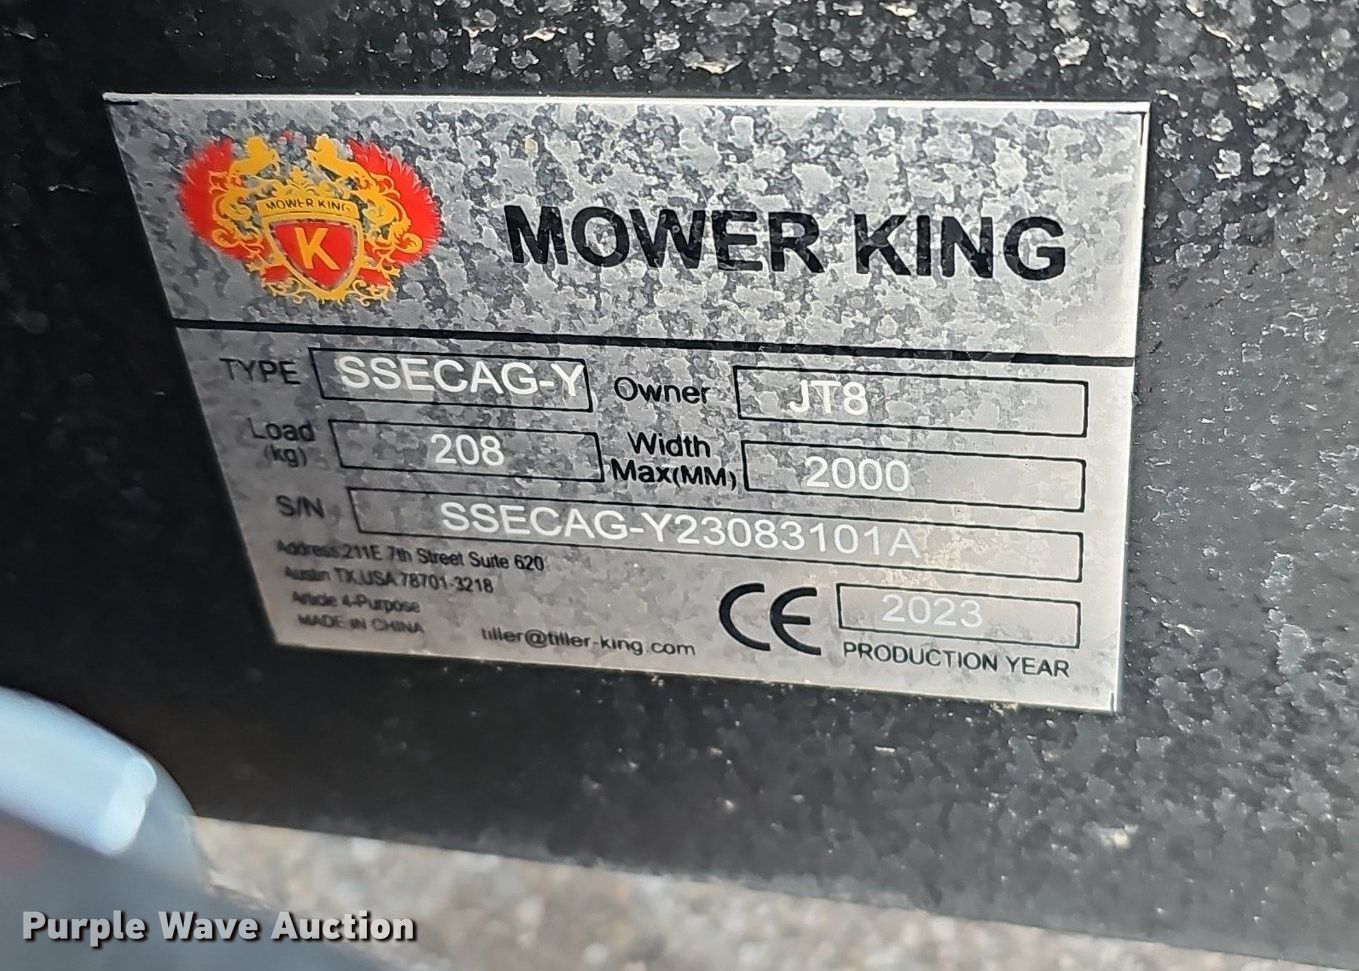 MOWER KING
K
MOWER KING
TYPE SSECAG-Y Owner JT8
Load (kg) 208 Width Max(MM) 2000
S/N SSECAG-Y23083101A
Address:211E 7th Street Suite 620
Austin TX,USA 78701-3218
Article 4-Purpose
MADE IN CHINA
tiller@tiller-king.com
CE 2023
PRODUCTION YEAR
Purple Wave Auction